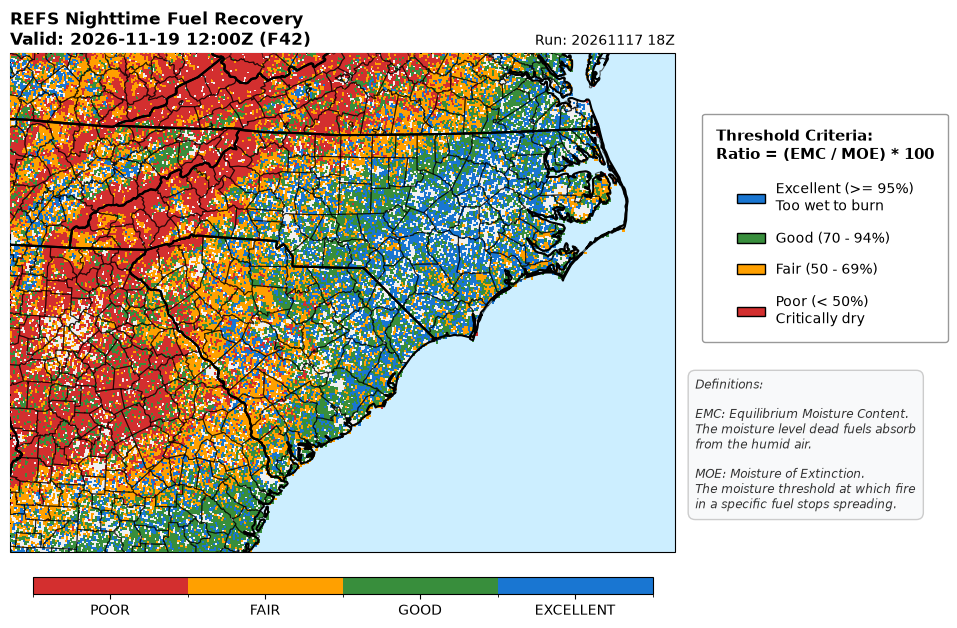 REFS Nighttime Fuel Recovery
Valid: 2026-11-19 12:00Z (F42)
Run: 20261117 18Z
Threshold Criteria:
Ratio = (EMC / MOE) * 100
Excellent (>= 95%)
Too wet to burn
Good (70 - 94%)
Fair (50 - 69%)
Poor (< 50%)
Critically dry
Definitions:
EMC: Equilibrium Moisture Content.
The moisture level dead fuels absorb
from the humid air.
MOE: Moisture of Extinction.
The moisture threshold at which fire
in a specific fuel stops spreading.
POOR FAIR GOOD EXCELLENT